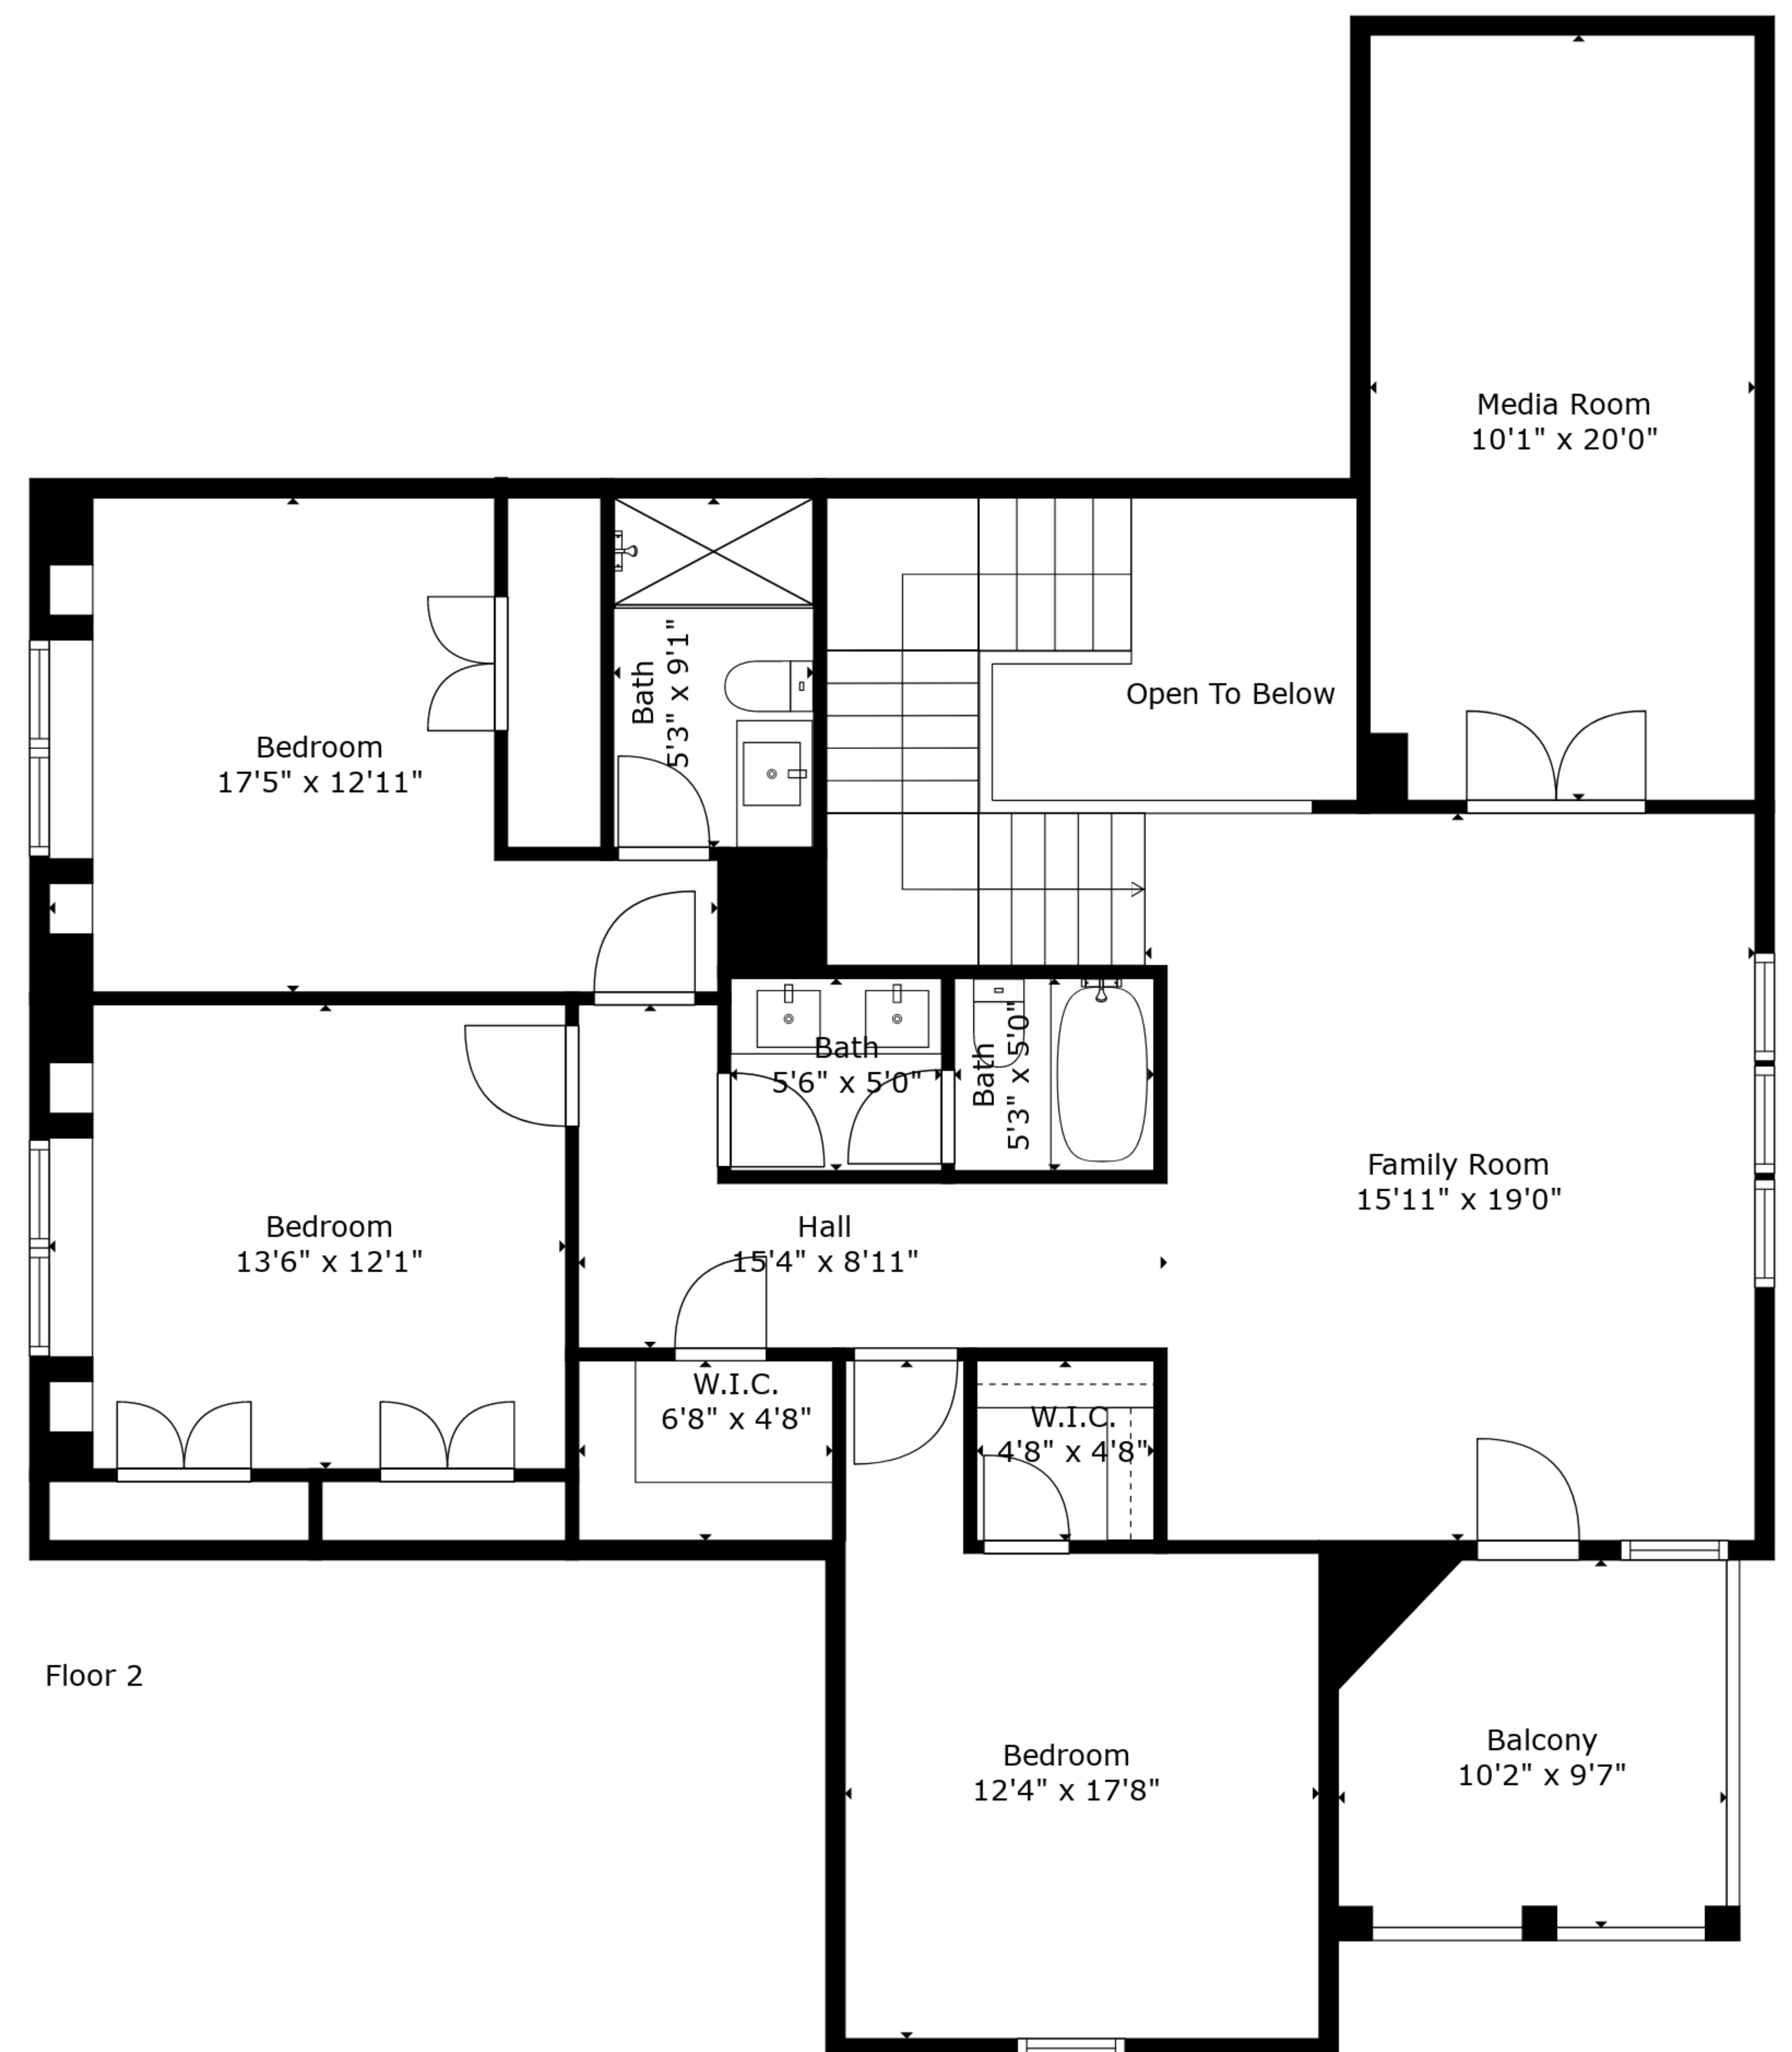 Media Room
10'1" x 20'0"
Bath
5'3" x 9'1"
Open To Below
Bedroom
17'5" x 12'11"
Bath
5'6" x 5'0"
Bath
5'3" x 5'0"
Family Room
15'11" x 19'0"
Bedroom
13'6" x 12'1"
Hall
15'4" x 8'11"
W.I.C.
6'8" x 4'8"
W.I.C.
4'8" x 4'8"
Floor 2
Bedroom
12'4" x 17'8"
Balcony
10'2" x 9'7"